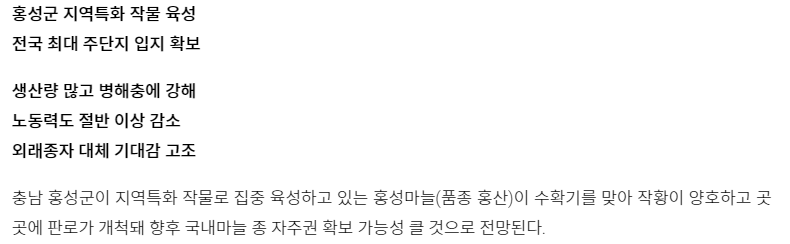 홍성군 지역특화 작물 육성
전국 최대 주단지 입지 확보
생산량 많고 병해충에 강해
노동력도 절반 이상 감소
외래종자 대체 기대감 고조
충남 홍성군이 지역특화 작물로 집중 육성하고 있는 홍성마늘(품종 홍산)이 수확기를 맞아 작황이 양호하고 곳
곳에 판로가 개척돼 향후 국내마늘 종 자주권 확보 가능성 클 것으로 전망된다.